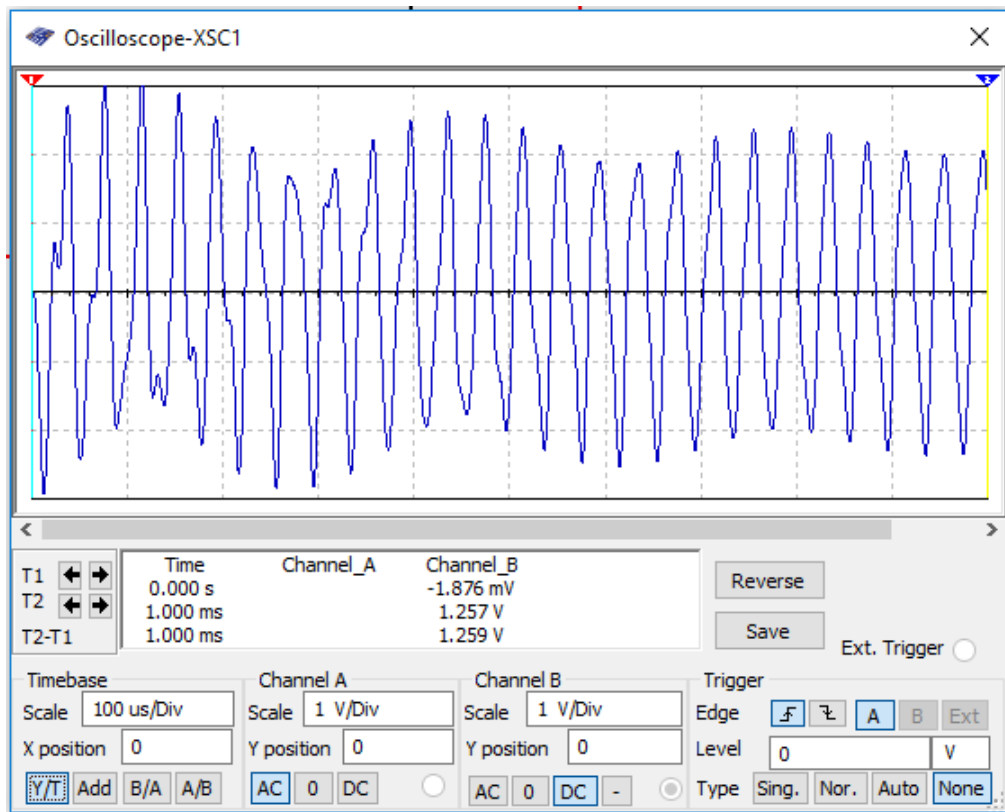 Oscilloscope-XSC1
1 2
Time Channel_A Channel_B
T1 0.000 s -1.876 mV
T2 1.000 ms 1.257 V
T2-T1 1.000 ms 1.259 V
Reverse
Save
Ext. Trigger
Timebase
Scale 100 us/Div
X position 0
Y/T Add B/A A/B
Channel A
Scale 1 V/Div
Y position 0
AC 0 DC
Channel B
Scale 1 V/Div
Y position 0
AC 0 DC -
Trigger
Edge A B Ext
Level 0 V
Type Sing. Nor. Auto None